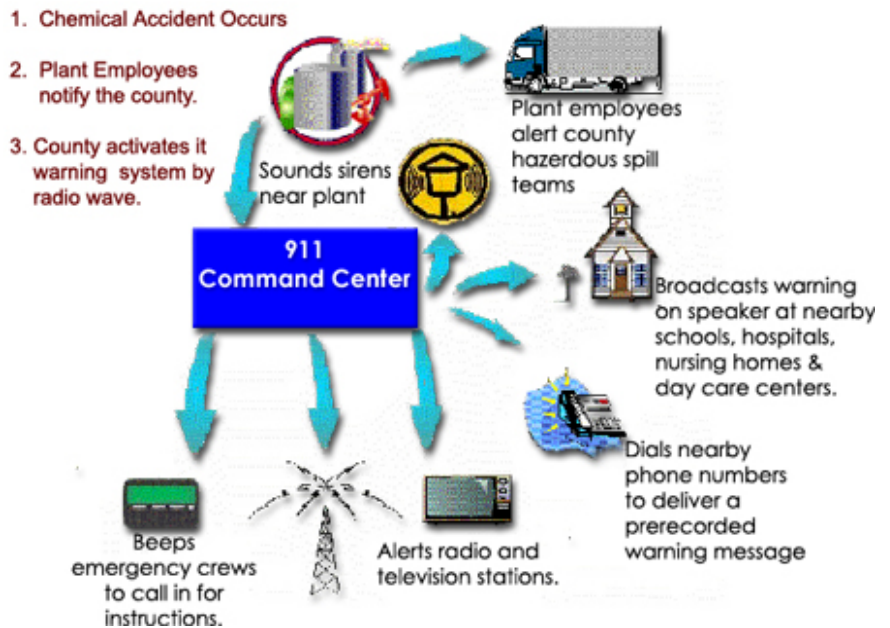 1. Chemical Accident Occurs
2. Plant Employees
notify the county.
3. County activates it
warning system by
radio wave.
Sounds sirens
near plant
Plant employees
alert county
hazerdous spill
teams
911
Command Center
Broadcasts warning
on speaker at nearby
schools, hospitals,
nursing homes &
day care centers.
Dials nearby
phone numbers
to deliver a
prerecorded
warning message
Beeps
emergency crews
to call in for
instructions.
Alerts radio and
television stations.